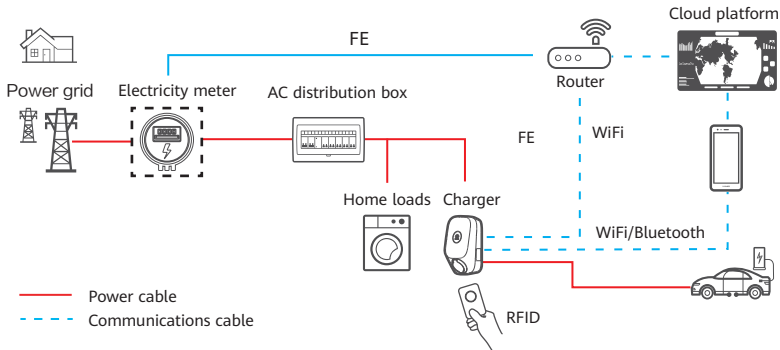 Cloud platform
FE
Router
Power grid
Electricity meter
AC distribution box
FE
WiFi
Home loads
Charger
WiFi/Bluetooth
Power cable
RFID
Communications cable